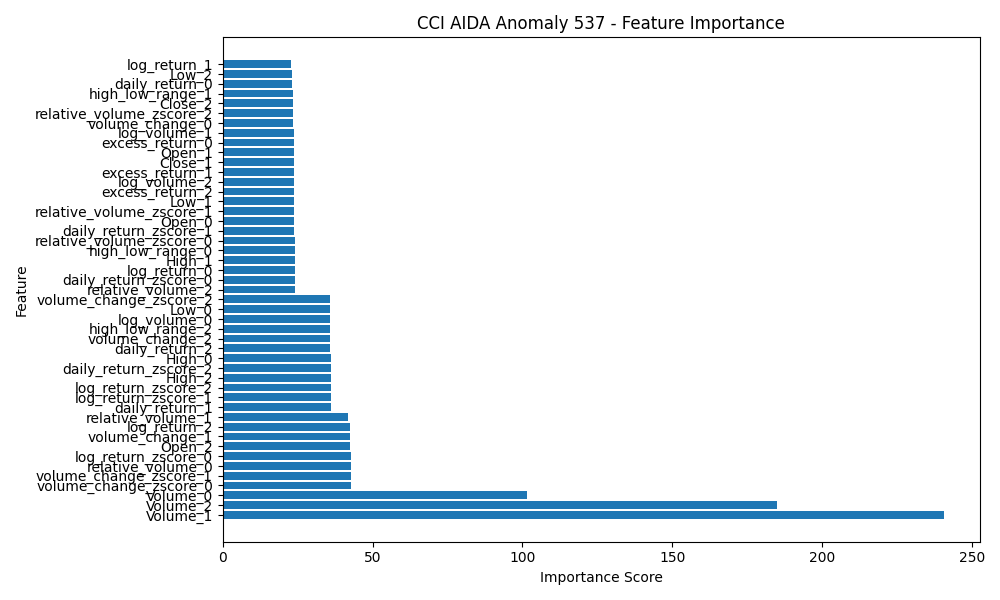 CCI AIDA Anomaly 537 - Feature Importance
log_return_1
Low_2
daily_return_0
high_low_range_1
Close_2
relative_volume_zscore_2
volume_change_0
log_volume_1
excess_return_0
Open_1
Close_1
excess_return_1
log_volume_2
excess_return_2
Low_1
relative_volume_zscore_1
Open_0
daily_return_zscore_1
relative_volume_zscore_0
high_low_range_0
High_1
log_return_0
daily_return_zscore_0
relative_volume_2
volume_change_zscore_2
Low_0
log_volume_0
high_low_range_2
volume_change_2
daily_return_2
High_0
daily_return_zscore_2
High_2
log_return_zscore_2
log_return_zscore_1
daily_return_1
relative_volume_1
log_return_2
volume_change_1
Open_2
log_return_zscore_0
relative_volume_0
volume_change_zscore_1
volume_change_zscore_0
Volume_0
Volume_2
Volume_1
Feature
0 50 100 150 200 250
Importance Score